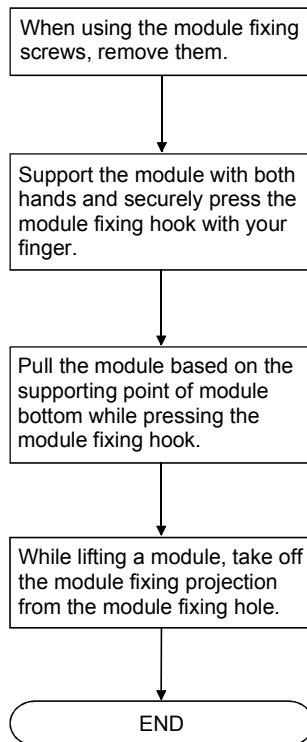 When using the module fixing
screws, remove them.
Support the module with both
hands and securely press the
module fixing hook with your
finger.
Pull the module based on the
supporting point of module
bottom while pressing the
module fixing hook.
While lifting a module, take off
the module fixing projection
from the module fixing hole.
END